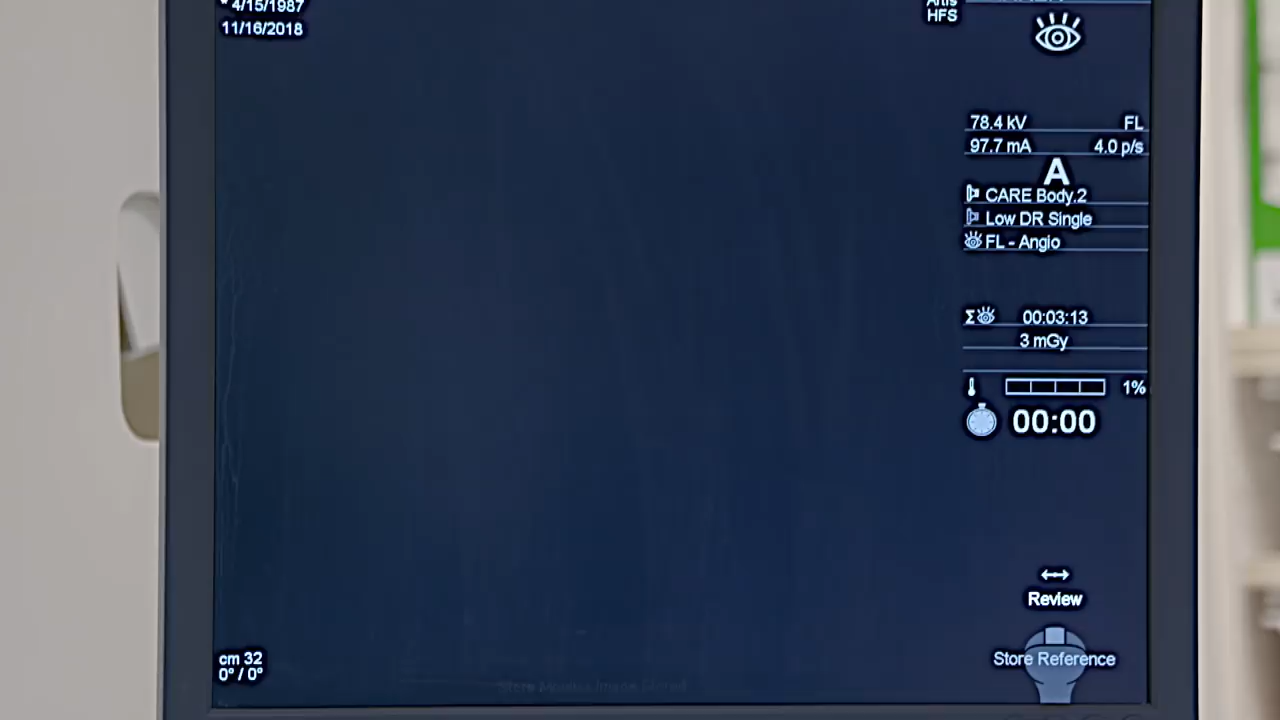 * 4/15/1987
11/16/2018
Artis
HFS
78.4 kV FL
97.7 mA 4.0 p/s
A
CARE Body.2
Low DR Single
FL - Angio
Σ 00:03:13
3 mGy
1%
00:00
Review
Store Reference
cm 32
0° / 0°